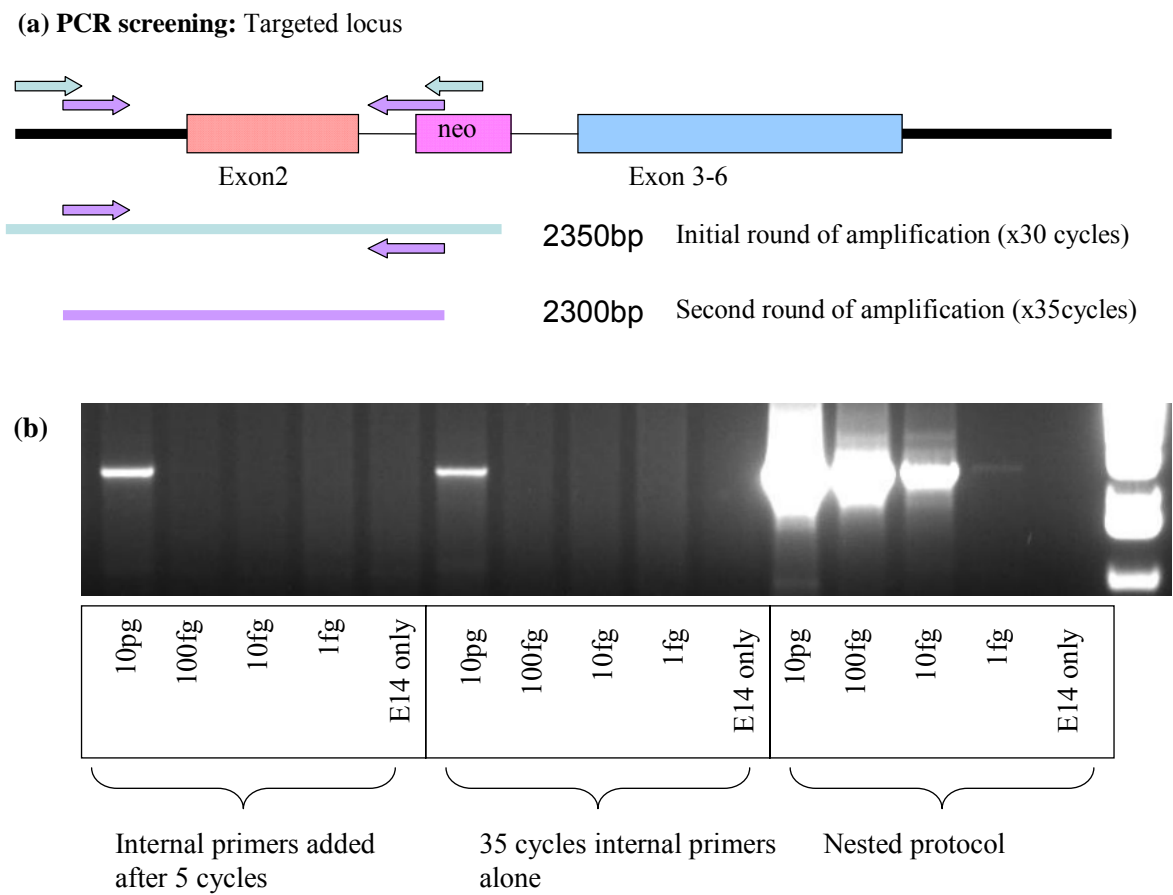 (a) PCR screening: Targeted locus
neo
Exon2
Exon 3-6
2350bp Initial round of amplification (x30 cycles)
2300bp Second round of amplification (x35cycles)
(b)
10pg
100fg
10fg
1fg
E14 only
10pg
100fg
10fg
1fg
E14 only
10pg
100fg
10fg
1fg
E14 only
Internal primers added
after 5 cycles
35 cycles internal primers
alone
Nested protocol